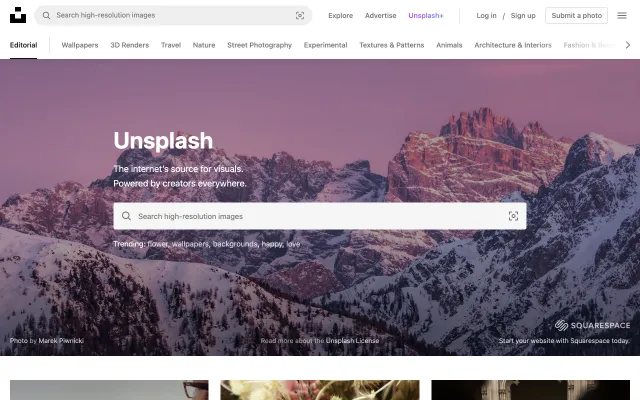 Search high-resolution images
Explore Advertise Unsplash+ Log in / Sign up Submit a photo
Editorial Wallpapers 3D Renders Travel Nature Street Photography Experimental Textures & Patterns Animals Architecture & Interiors Fashion &
Unsplash
The internet's source for visuals.
Powered by creators everywhere.
Search high-resolution images
Trending: flower, wallpapers, backgrounds, happy, love
SQUARESPACE
Photo by Marek Piwnicki Read more about the Unsplash License Start your website with Squarespace today.